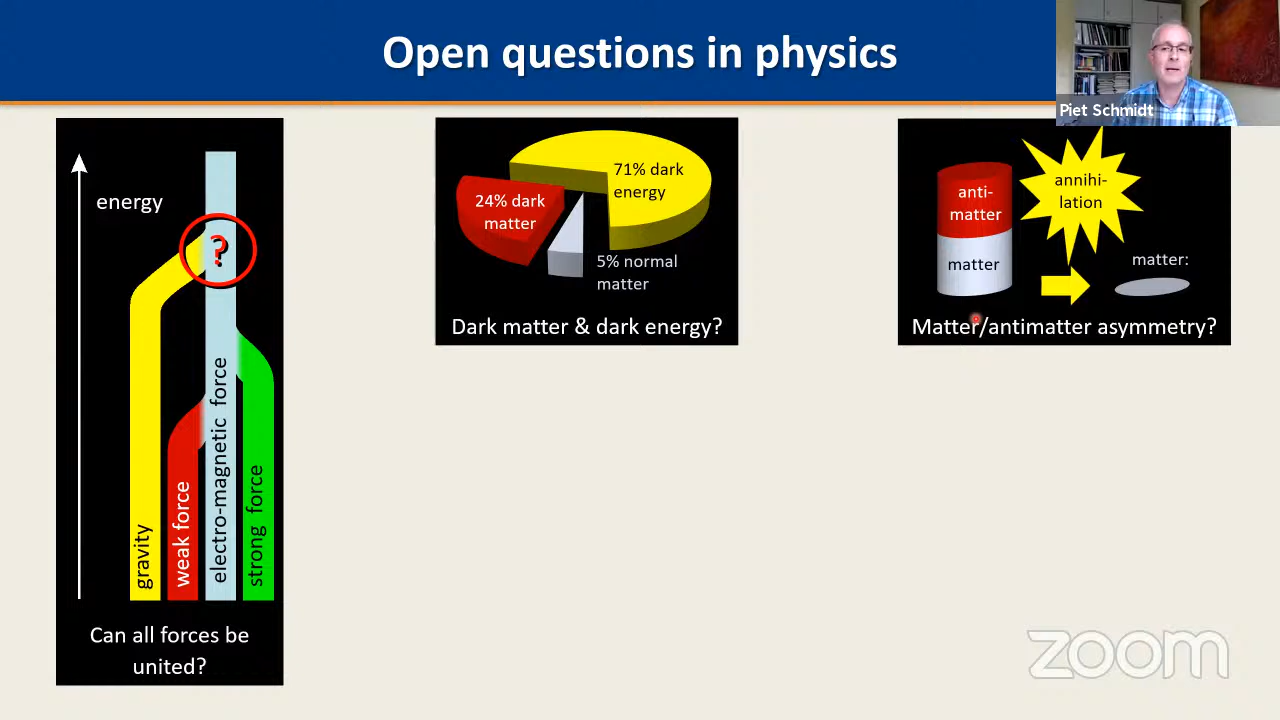 Open questions in physics
Piet Schmidt
energy
?
gravity
weak force
electro-magnetic force
strong force
Can all forces be
united?
71% dark
energy
24% dark
matter
5% normal
matter
Dark matter & dark energy?
anti-
matter
matter
annihi-
lation
matter:
Matter/antimatter asymmetry?
zoom